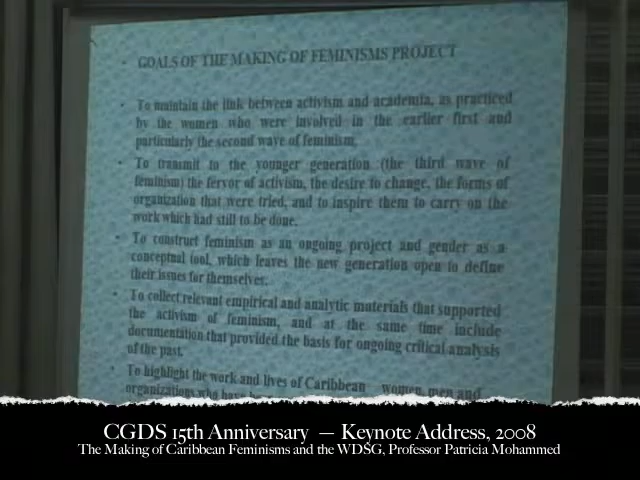 • GOALS OF THE MAKING OF FEMINISMS PROJECT
• To maintain the link between activism and academia, as practiced
by the women who were involved in the earlier first and
particularly the second wave of feminism.
• To transmit to the younger generation (the third wave of
feminism) the fervor of activism, the desire to change, the forms of
organization that were tried, and to inspire them to carry on the
work which had still to be done.
• To construct feminism as an ongoing project and gender as a
conceptual tool, which leaves the new generation open to define
their issues for themselves.
• To collect relevant empirical and analytic materials that supported
the activism of feminism, and at the same time include
documentation that provided the basis for ongoing critical analysis
of the past.
• To highlight the work and lives of Caribbean women, men and
organizations who have
CGDS 15th Anniversary — Keynote Address, 2008
The Making of Caribbean Feminisms and the WDSG, Professor Patricia Mohammed